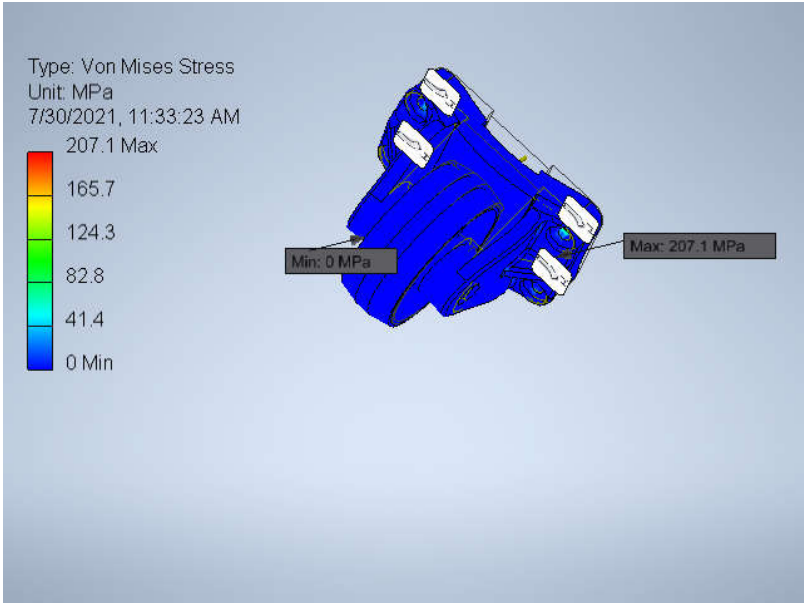 Type: Von Mises Stress
Unit: MPa
7/30/2021, 11:33:23 AM
207.1 Max
165.7
124.3
82.8
41.4
0 Min
Min: 0 MPa
Max: 207.1 MPa